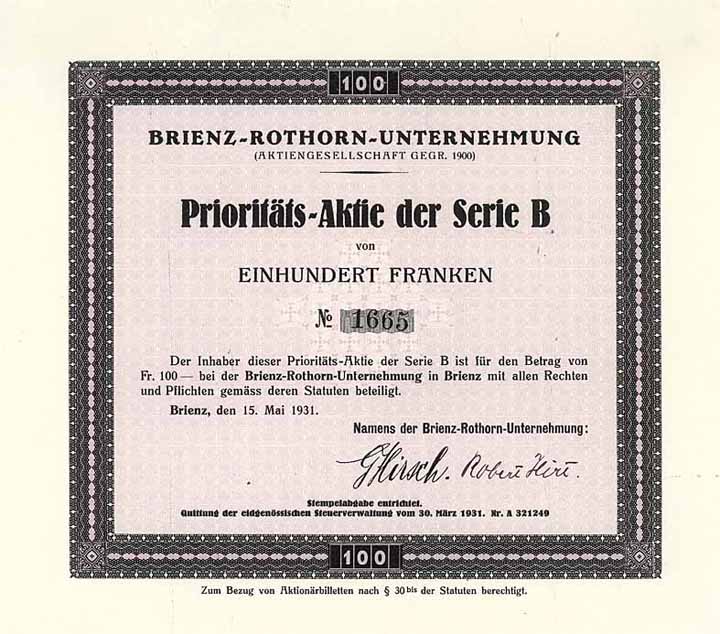 100
BRIENZ-ROTHORN-UNTERNEHMUNG
(AKTIENGESELLSCHAFT GEGR. 1900)
Prioritäts-Aktie der Serie B
von
EINHUNDERT FRANKEN
№ 1665
Der Inhaber dieser Prioritäts-Aktie der Serie B ist für den Betrag von
Fr. 100 — bei der Brienz-Rothorn-Unternehmung in Brienz mit allen Rechten
und Pflichten gemäss deren Statuten beteiligt.
Brienz, den 15. Mai 1931.
Namens der Brienz-Rothorn-Unternehmung:
G Hirsch. Robert
Stempelabgabe entrichtet.
Quittung der eidgenössischen Steuerverwaltung vom 30. März 1931. Nr. A 321249
100
Zum Bezug von Aktionärbilletten nach § 30 bis der Statuten berechtigt.